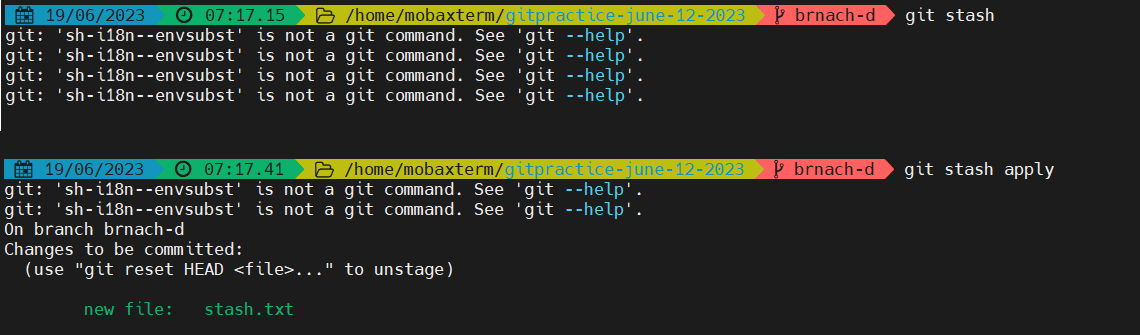 19/06/2023 07:17.15 /home/mobaxterm/gitpractice-june-12-2023 brnach-d git stash
git: 'sh-i18n--envsubst' is not a git command. See 'git --help'.
git: 'sh-i18n--envsubst' is not a git command. See 'git --help'.
git: 'sh-i18n--envsubst' is not a git command. See 'git --help'.
git: 'sh-i18n--envsubst' is not a git command. See 'git --help'.
19/06/2023 07:17.41 /home/mobaxterm/gitpractice-june-12-2023 brnach-d git stash apply
git: 'sh-i18n--envsubst' is not a git command. See 'git --help'.
git: 'sh-i18n--envsubst' is not a git command. See 'git --help'.
On branch brnach-d
Changes to be committed:
  (use "git reset HEAD <file>..." to unstage)
        new file:   stash.txt